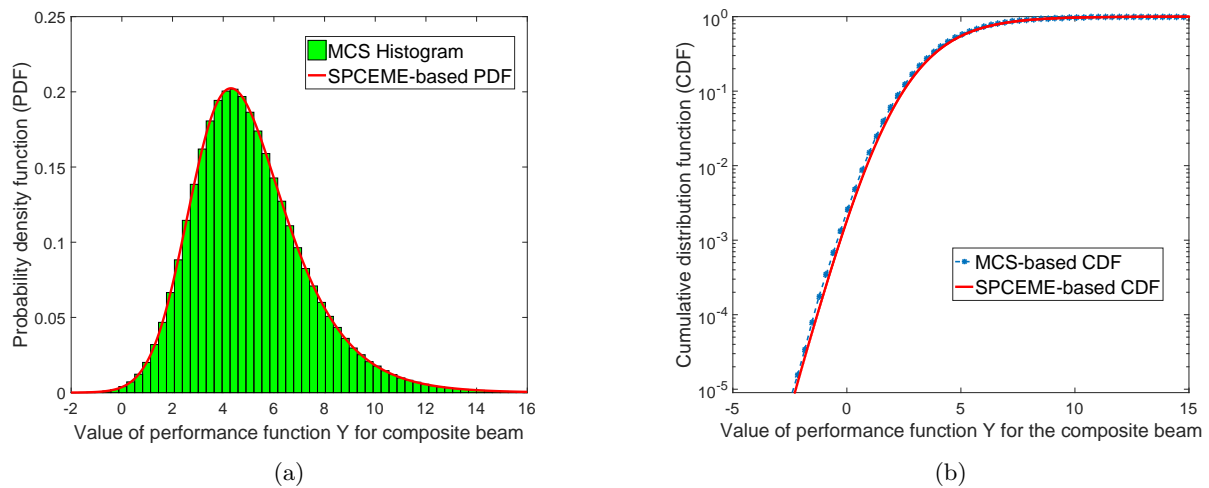 Probability density function (PDF)
0.25
0.2
0.15
0.1
0.05
0
-2 0 2 4 6 8 10 12 14 16
MCS Histogram
SPCEME-based PDF
Value of performance function Y for composite beam
(a)
Cumulative distribution function (CDF)
10^0
10^-1
10^-2
10^-3
10^-4
10^-5
-5 0 5 10 15
MCS-based CDF
SPCEME-based CDF
Value of performance function Y for the composite beam
(b)